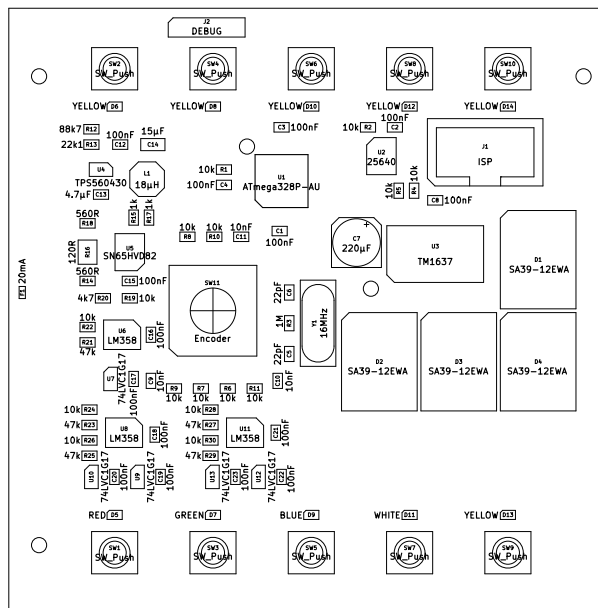 J2
DEBUG
SW2
SW_Push
SW4
SW_Push
SW6
SW_Push
SW8
SW_Push
SW10
SW_Push
YELLOW D6
YELLOW D8
YELLOW D10
YELLOW D12
YELLOW D14
88k7 R12
22k1 R13
100nF
C12
15µF
C14
C3 100nF
10k R2
100nF
C2
U2
25640
J1
ISP
U4
TPS560430
4.7µF C13
L1
18µH
10k R1
100nF C4
U1
ATmega328P-AU
10k
R5
R4
10k
C8 100nF
560R
R18
R15
1k
R17
1k
120R
R16
U5
SN65HVD82
10k
R8
10k
R10
10nF
C11
C1
100nF
C7
220µF
U3
TM1637
D1
SA39-12EWA
560R
R14
C15 100nF
4k7 R20
R19 10k
F1 20mA
SW11
Encoder
22pF
C6
1M
R3
22pF
C5
Y1
16MHz
10k
R22
R21
47k
U6
LM358
C16
100nF
D2
SA39-12EWA
D3
SA39-12EWA
D4
SA39-12EWA
U7
74LVC1G17
C17
100nF
C9
10nF
R9
10k
R7
10k
R6
10k
R11
10k
C10
10nF
10k R24
47k R23
10k R26
47k R25
U8
LM358
C18
100nF
10k R28
47k R27
10k R30
47k R29
U11
LM358
C21
100nF
U10
74LVC1G17
C20
100nF
U9
74LVC1G17
C19
100nF
U13
74LVC1G17
C23
100nF
U12
74LVC1G17
C22
100nF
RED D5
GREEN D7
BLUE D9
WHITE D11
YELLOW D13
SW1
SW_Push
SW3
SW_Push
SW5
SW_Push
SW7
SW_Push
SW9
SW_Push